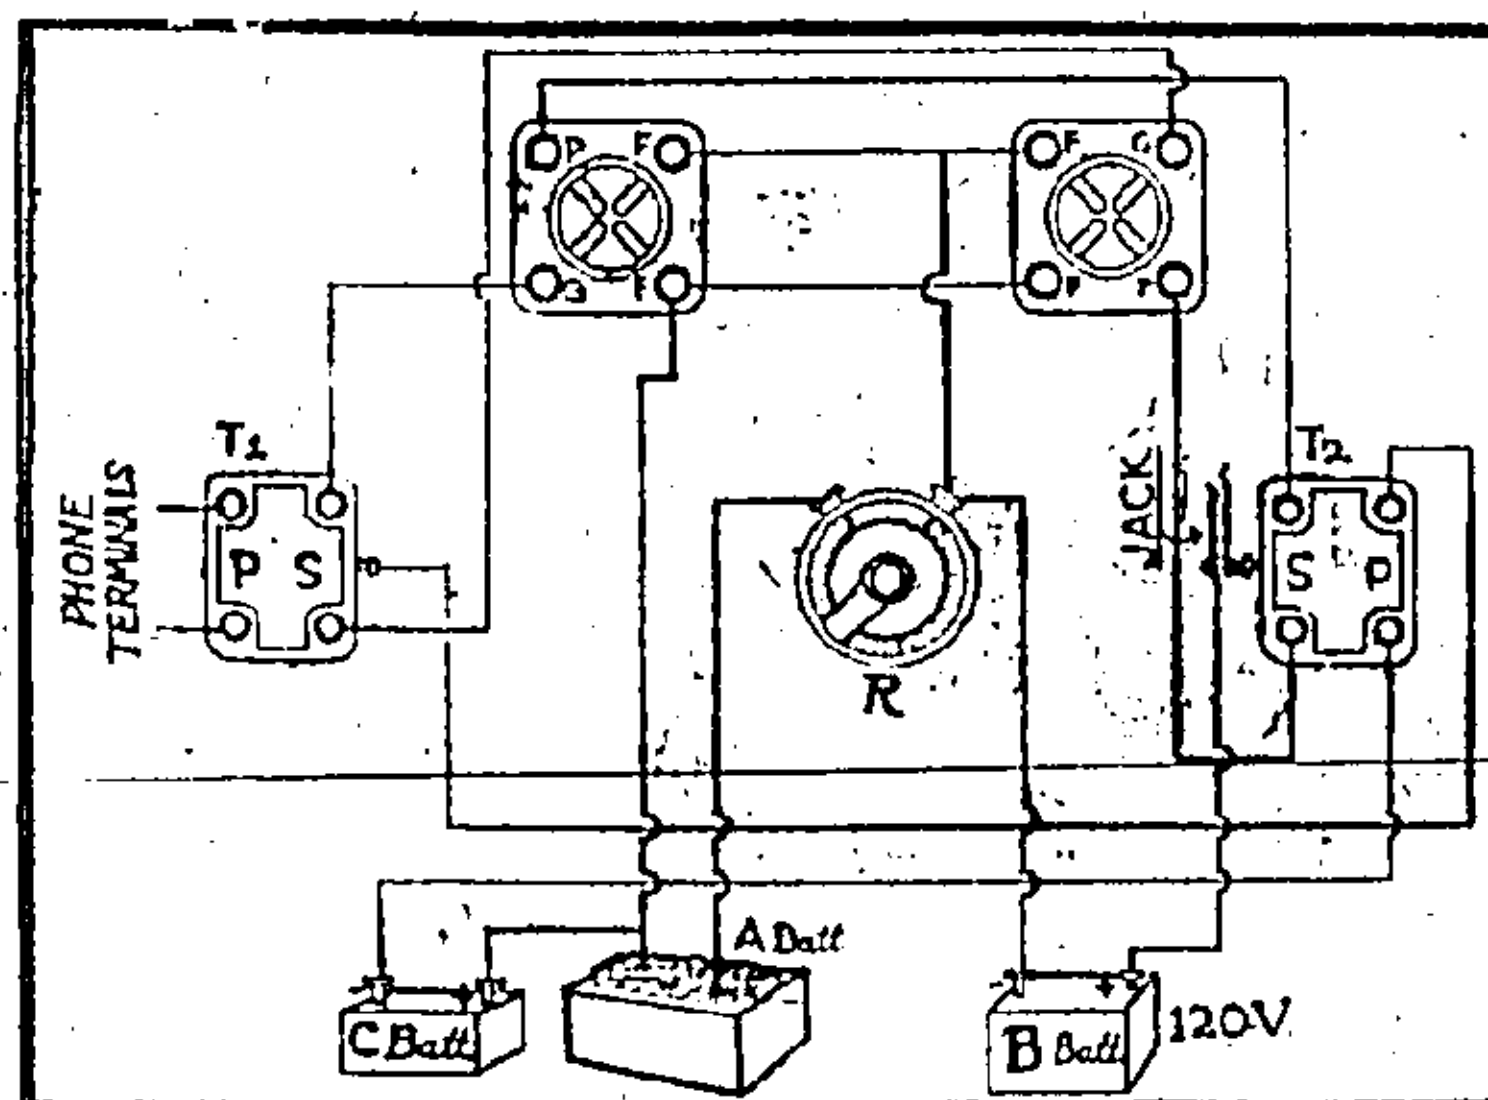 P F
F G
G F
P F
T1
T2
PHONE
TERMINALS
JACK
P S
S P
R
A Batt
C Batt
B Batt
120V
- +
- +